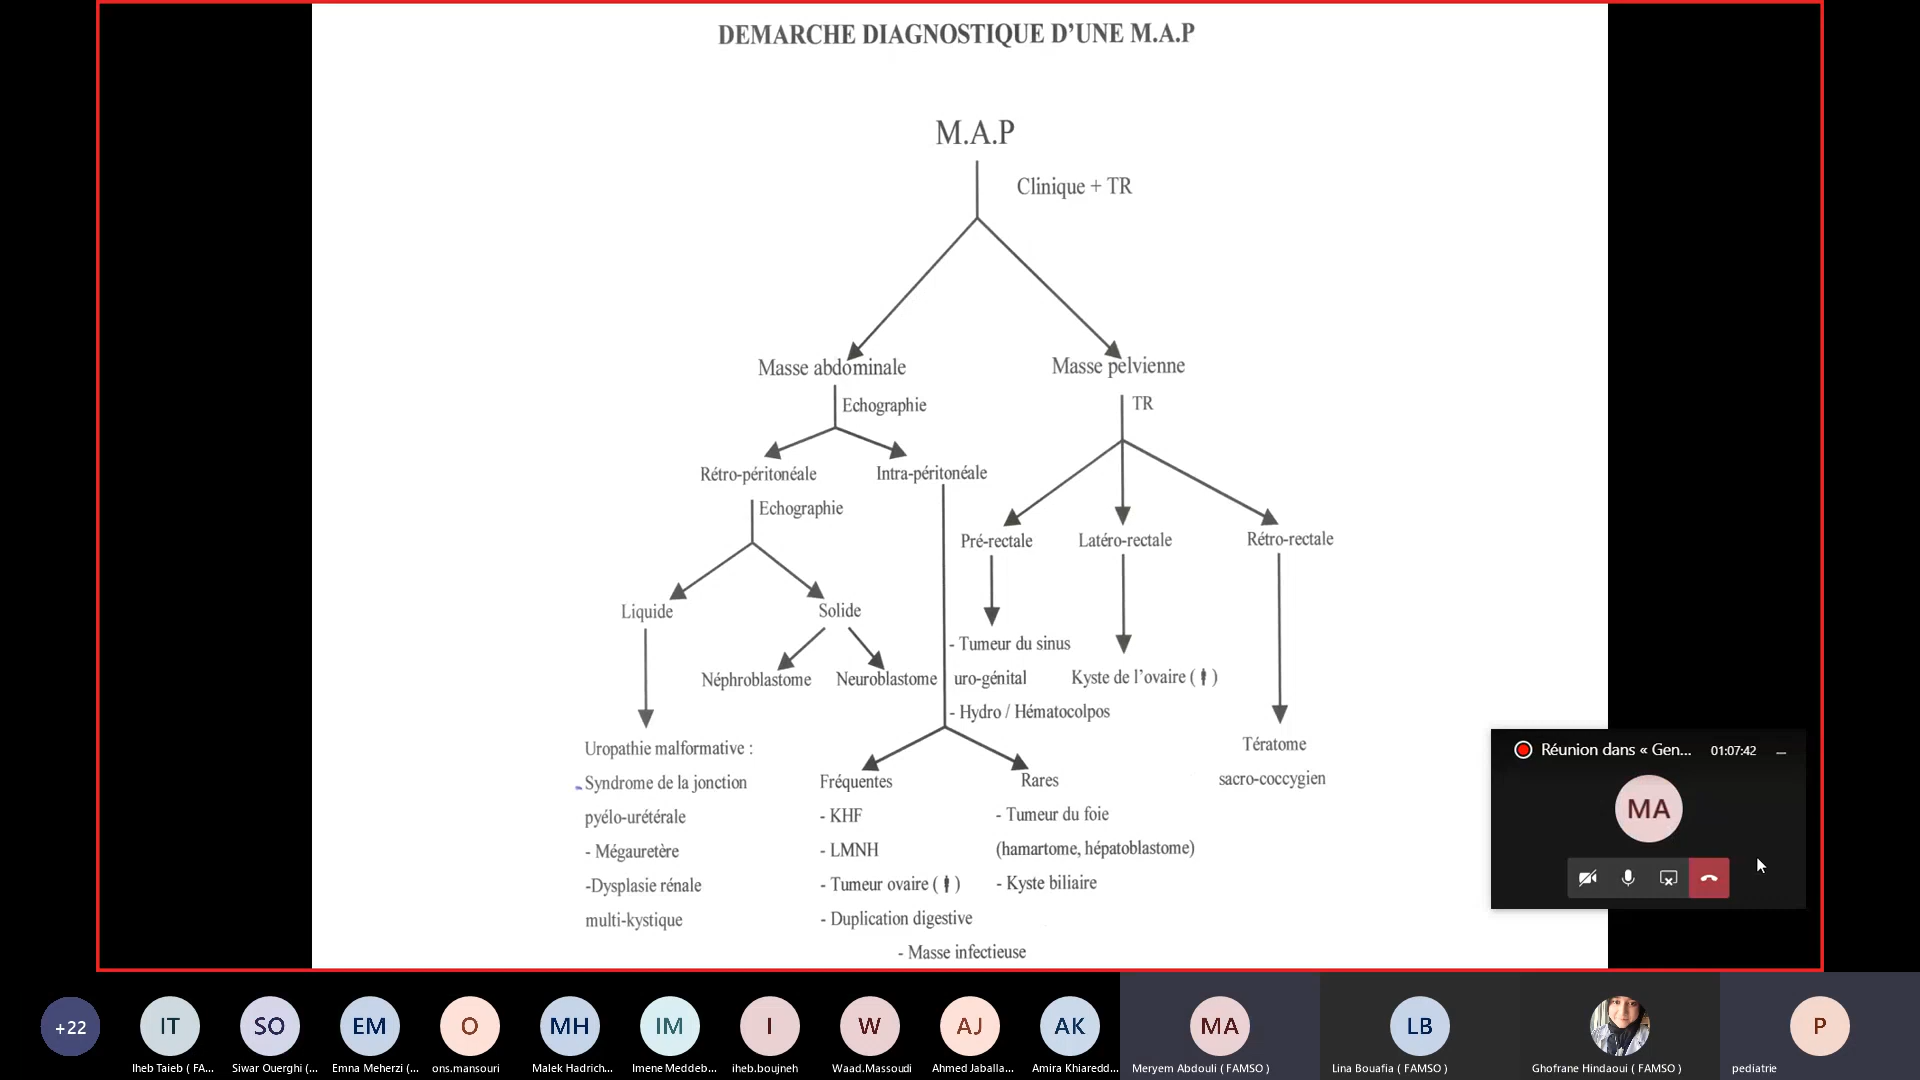 DEMARCHE DIAGNOSTIQUE D’UNE M.A.P
M.A.P
Clinique + TR
Masse abdominale
Masse pelvienne
Echographie
TR
Rétro-péritonéale
Intra-péritonéale
Echographie
Pré-rectale
Latéro-rectale
Rétro-rectale
Liquide
Solide
- Tumeur du sinus
uro-génital
- Hydro / Hématocolpos
Kyste de l’ovaire ( )
Néphroblastome
Neuroblastome
Tératome
sacro-coccygien
Uropathie malformative :
- Syndrome de la jonction
pyélo-urétérale
- Mégauretère
-Dysplasie rénale
multi-kystique
Fréquentes
- KHF
- LMNH
- Tumeur ovaire ( )
- Duplication digestive
- Masse infectieuse
Rares
- Tumeur du foie
(hamartome, hépatoblastome)
- Kyste biliaire
Réunion dans « Gen... 01:07:42
MA
+22
IT
SO
EM
O
MH
IM
I
W
AJ
AK
MA
LB
P
Iheb Taieb ( FA...
Siwar Ouerghi (...
Emna Meherzi (...
ons.mansouri
Malek Hadrich...
Imene Meddeb...
iheb.boujneh
Waad.Massoudi
Ahmed Jaballa...
Amira Khiaredd...
Meryem Abdouli ( FAMSO )
Lina Bouafia ( FAMSO )
Ghofrane Hindaoui ( FAMSO )
pediatrie